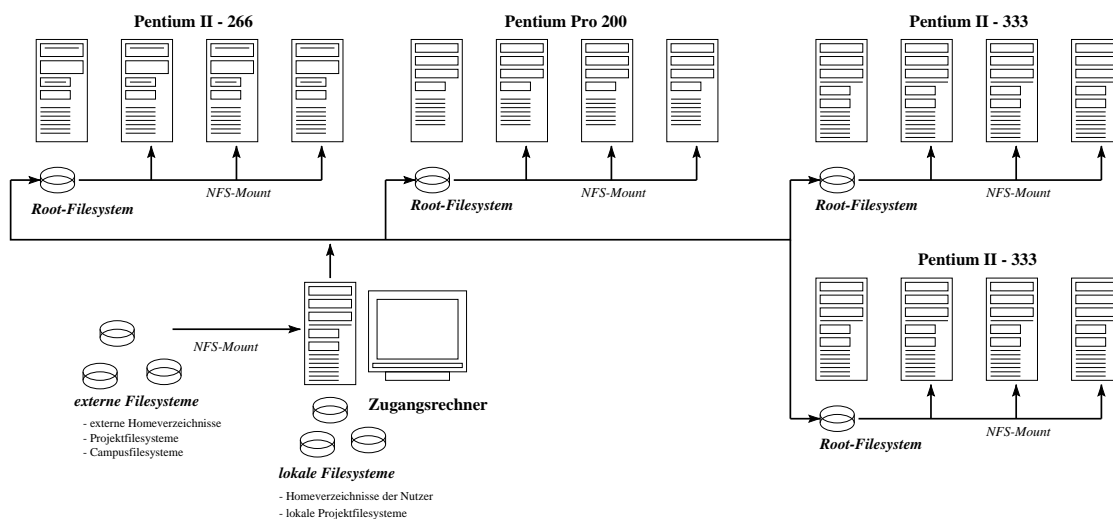 Pentium II - 266
Pentium Pro 200
Pentium II - 333
NFS-Mount
NFS-Mount
NFS-Mount
Root-Filesystem
Root-Filesystem
Root-Filesystem
Pentium II - 333
NFS-Mount
externe Filesysteme
- externe Homeverzeichnisse
- Projektfilesysteme
- Campusfilesysteme
Zugangsrechner
lokale Filesysteme
- Homeverzeichnisse der Nutzer
- lokale Projektfilesysteme
NFS-Mount
Root-Filesystem